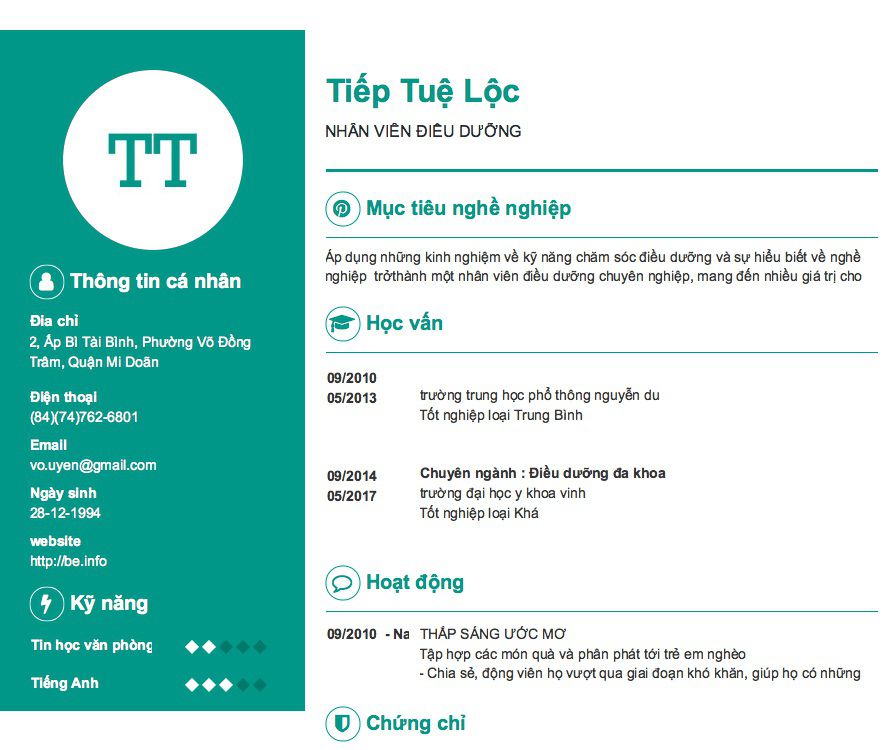 TT
Thông tin cá nhân
Đia chỉ
2, Ấp Bì Tài Bình, Phường Võ Đồng
Trâm, Quận Mi Doãn
Điện thoại
(84)(74)762-6801
Email
vo.uyen@gmail.com
Ngày sinh
28-12-1994
website
http://be.info
Kỹ năng
Tin học văn phòng
Tiếng Anh
Tiếp Tuệ Lộc
NHÂN VIÊN ĐIỀU DƯỠNG
Mục tiêu nghề nghiệp
Áp dụng những kinh nghiệm về kỹ năng chăm sóc điều dưỡng và sự hiểu biết về nghề
nghiệp trởthành một nhân viên điều dưỡng chuyên nghiệp, mang đến nhiều giá trị cho
Học vấn
09/2010
05/2013 trường trung học phổ thông nguyễn du
Tốt nghiệp loại Trung Bình
09/2014 Chuyên ngành : Điều dưỡng đa khoa
05/2017 trường đại học y khoa vinh
Tốt nghiệp loại Khá
Hoạt động
09/2010 - Na THẮP SÁNG ƯỚC MƠ
Tập hợp các món quà và phân phát tới trẻ em nghèo
- Chia sẻ, động viên họ vượt qua giai đoạn khó khăn, giúp họ có những
Chứng chỉ